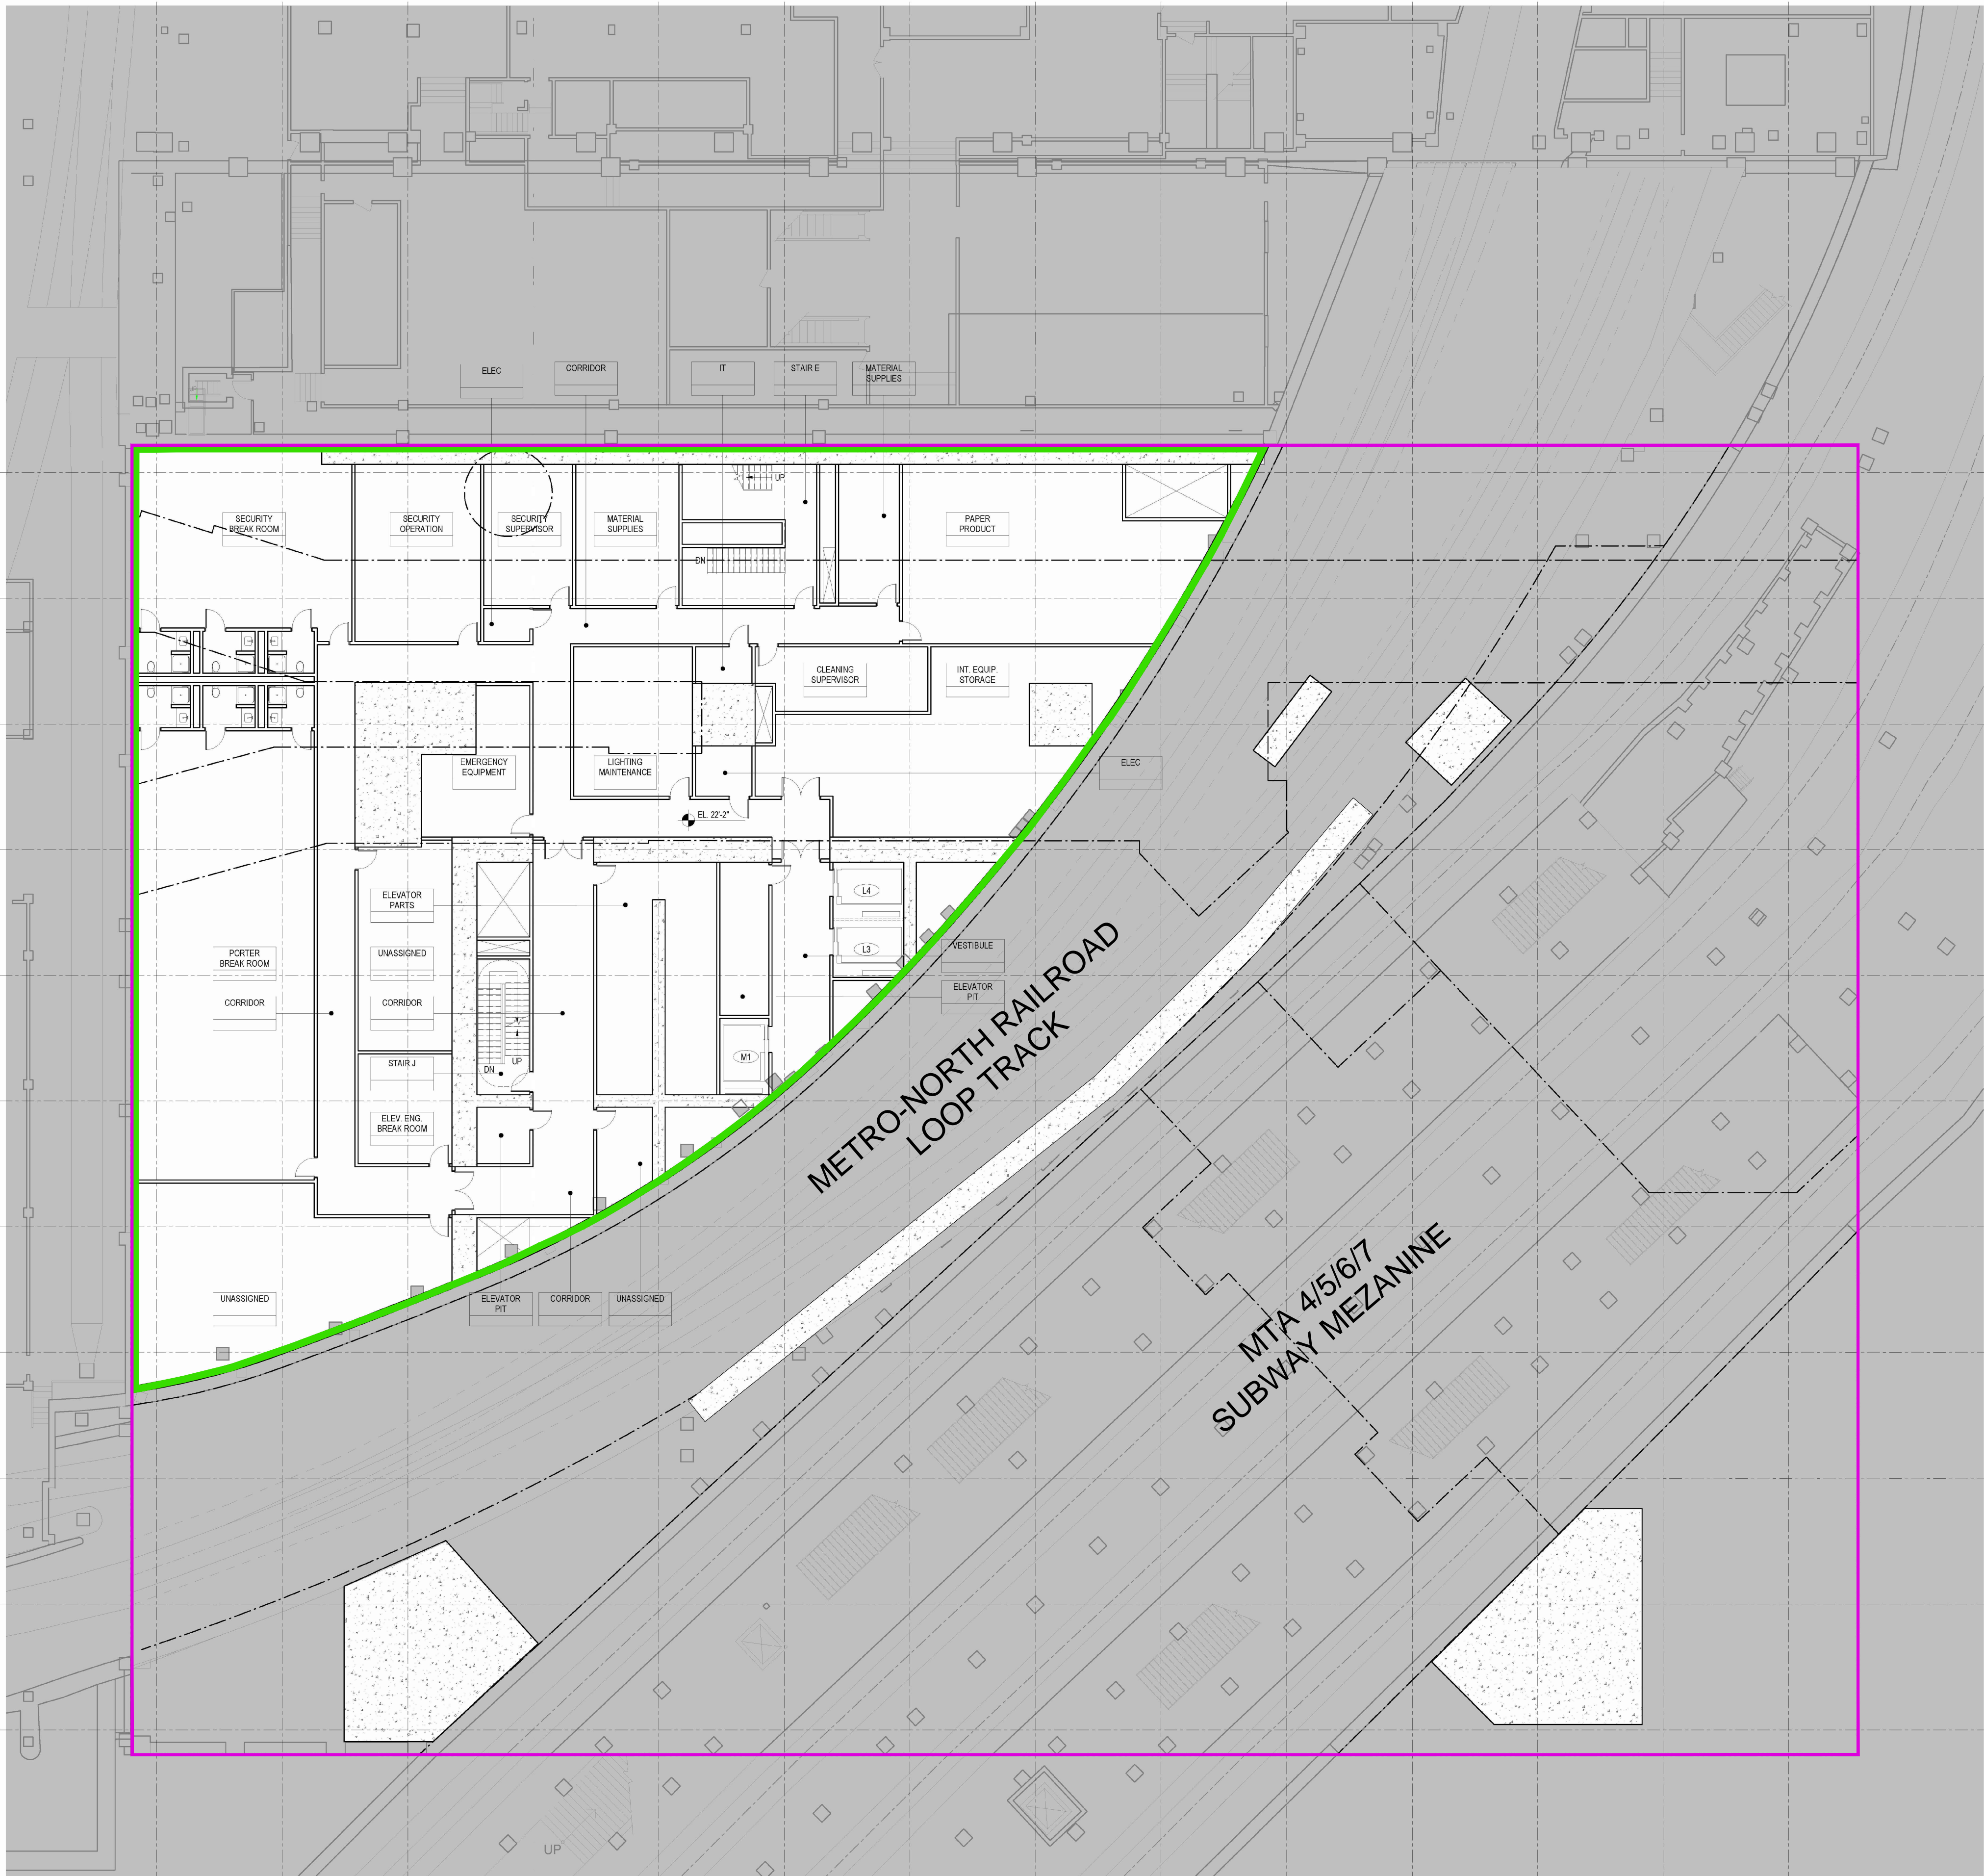 ELEC
CORRIDOR
IT
STAIR E
MATERIAL
SUPPLIES
UP
SECURITY
BREAK ROOM
SECURITY
OPERATION
SECURITY
SUPERVISOR
MATERIAL
SUPPLIES
PAPER
PRODUCT
DN
CLEANING
SUPERVISOR
INT. EQUIP.
STORAGE
EMERGENCY
EQUIPMENT
LIGHTING
MAINTENANCE
ELEC
EL. 22'-2"
ELEVATOR
PARTS
L4
PORTER
BREAK ROOM
UNASSIGNED
L3
VESTIBULE
CORRIDOR
CORRIDOR
ELEVATOR
PIT
METRO-NORTH RAILROAD
LOOP TRACK
STAIR J
DN
UP
M1
ELEV. ENG.
BREAK ROOM
UNASSIGNED
ELEVATOR
PIT
CORRIDOR
UNASSIGNED
MTA 4/5/6/7
SUBWAY MEZANINE
UP